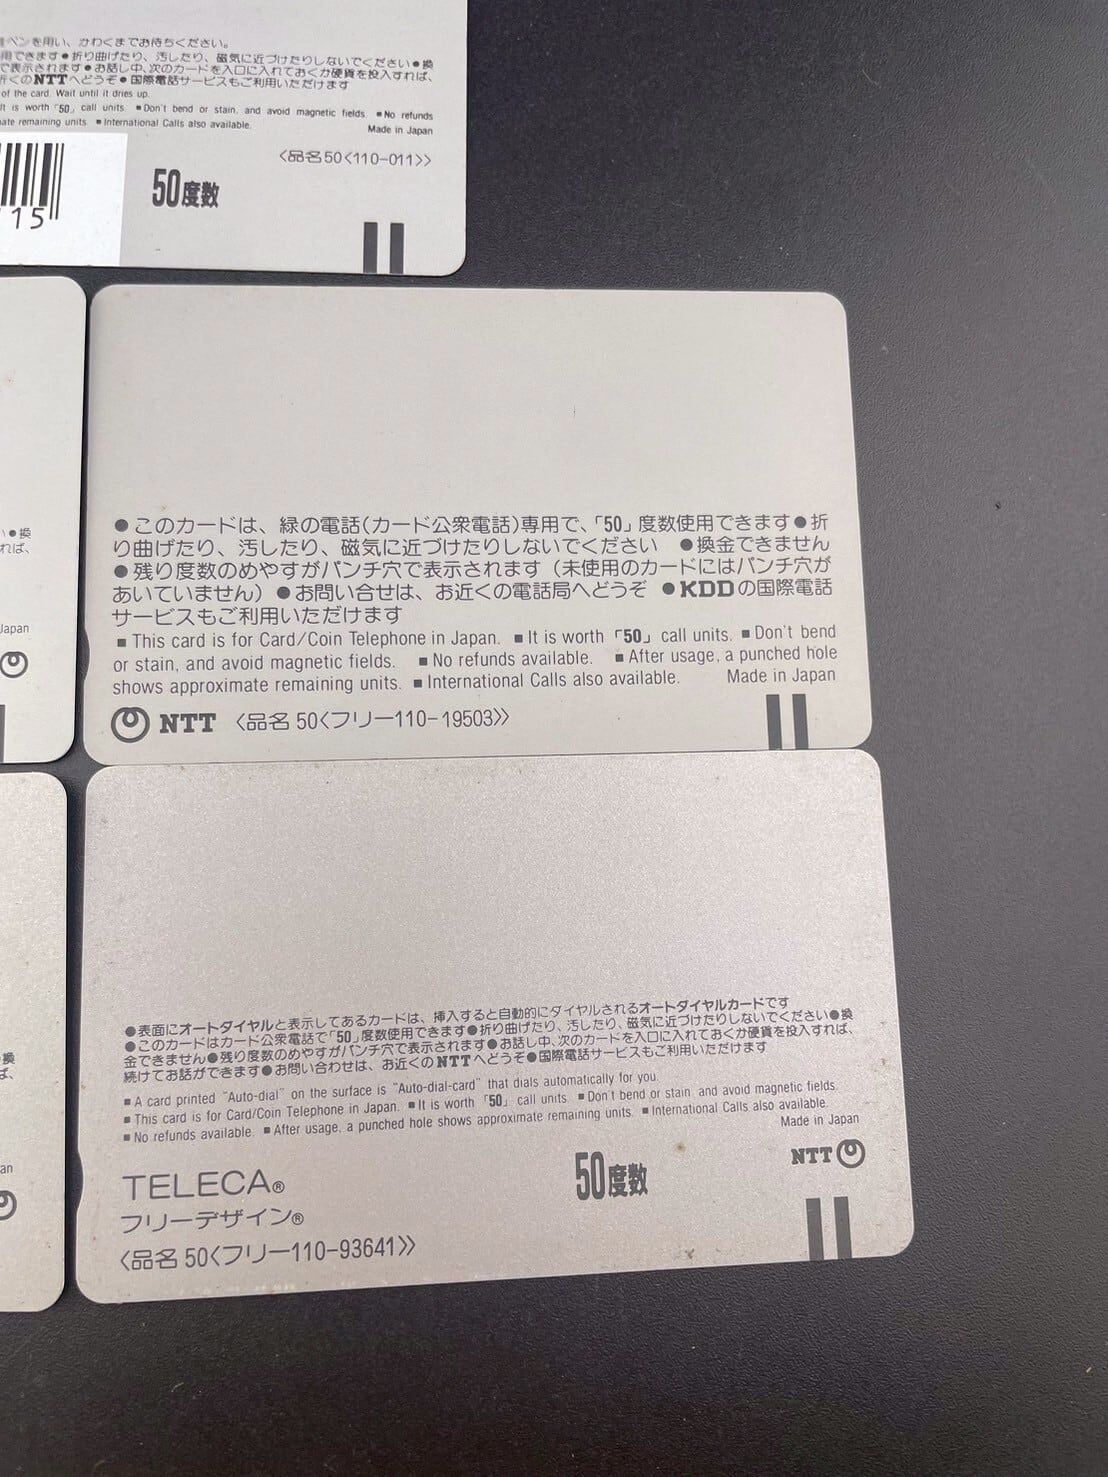 ペンを用い、かわくまでお待ちください。
用できます●折り曲げたり、汚したり、磁気に近づけたりしないでください●換
で表示されます●お話し中、次のカードを入口に入れておくか硬貨を投入すれば、
近くのNTTへどうぞ●国際電話サービスもご利用いただけます
of the card. Wait until it dries up.
It is worth「50」call units. ■Don't bend or stain, and avoid magnetic fields. ■No refunds
ate remaining units. ■International Calls also available.
Made in Japan
〈品名50〈110-011〉〉
50度数
15
●換
れば、
Japan
●このカードは、緑の電話(カード公衆電話)専用で、「50」度数使用できます●折
り曲げたり、汚したり、磁気に近づけたりしないでください ●換金できません
●残り度数のめやすがパンチ穴で表示されます(未使用のカードにはパンチ穴が
あいていません)●お問い合せは、お近くの電話局へどうぞ ●KDDの国際電話
サービスもご利用いただけます
■This card is for Card/Coin Telephone in Japan. ■It is worth「50」call units. ■Don't bend
or stain, and avoid magnetic fields. ■No refunds available. ■After usage, a punched hole
shows approximate remaining units. ■International Calls also available. Made in Japan
NTT 〈品名 50〈フリー110-19503〉〉
●表面にオートダイヤルと表示してあるカードは、挿入すると自動的にダイヤルされるオートダイヤルカードです
●このカードはカード公衆電話で「50」度数使用できます●折り曲げたり、汚したり、磁気に近づけたりしないでください●換
金できません●残り度数のめやすがパンチ穴で表示されます●お話し中、次のカードを入口に入れておくか硬貨を投入すれば、
続けてお話ができます●お問い合わせは、お近くのNTTへどうぞ●国際電話サービスもご利用いただけます
■A card printed "Auto-dial" on the surface is "Auto-dial-card" that dials automatically for you.
■This card is for Card/Coin Telephone in Japan. ■It is worth「50」call units. ■Don't bend or stain, and avoid magnetic fields.
■No refunds available. ■After usage, a punched hole shows approximate remaining units. ■International Calls also available.
Made in Japan
換
ば、
an
TELECA®
50度数
NTT
フリーデザイン®
〈品名 50〈フリー110-93641〉〉